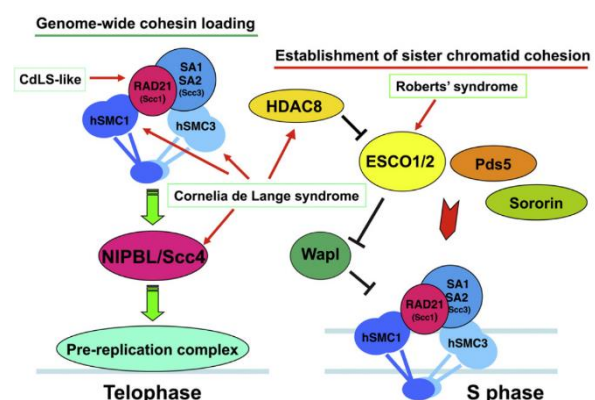 Genome-wide cohesin loading
CdLS-like
RAD21
(Scc1)
SA1
SA2
(Scc3)
hSMC1
hSMC3
Cornelia de Lange syndrome
NIPBL/Scc4
Pre-replication complex
Telophase
Establishment of sister chromatid cohesion
Roberts' syndrome
HDAC8
ESCO1/2
Pds5
Sororin
Wapl
RAD21
(Scc1)
SA1
SA2
(Scc3)
hSMC1
hSMC3
S phase